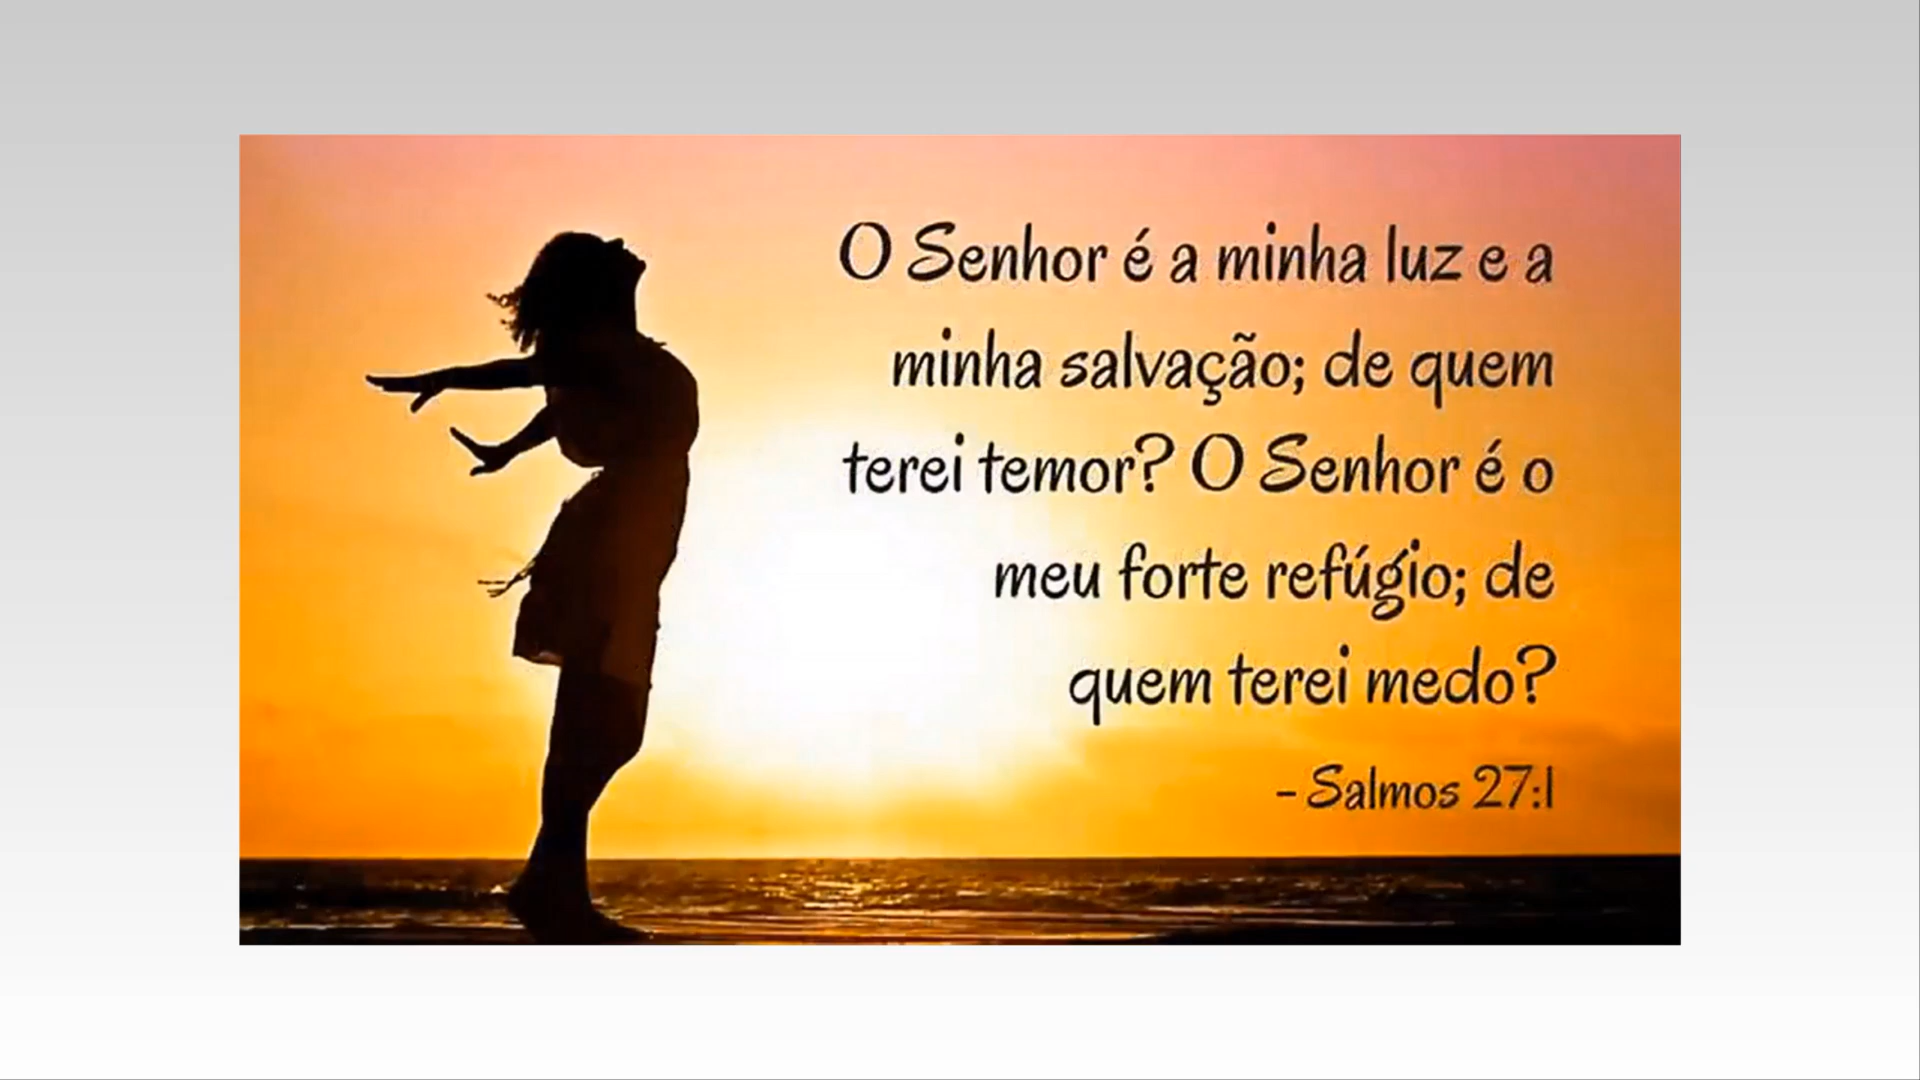 O Senhor é a minha luz e a
minha salvação; de quem
terei temor? O Senhor é o
meu forte refúgio; de
quem terei medo?
- Salmos 27:1